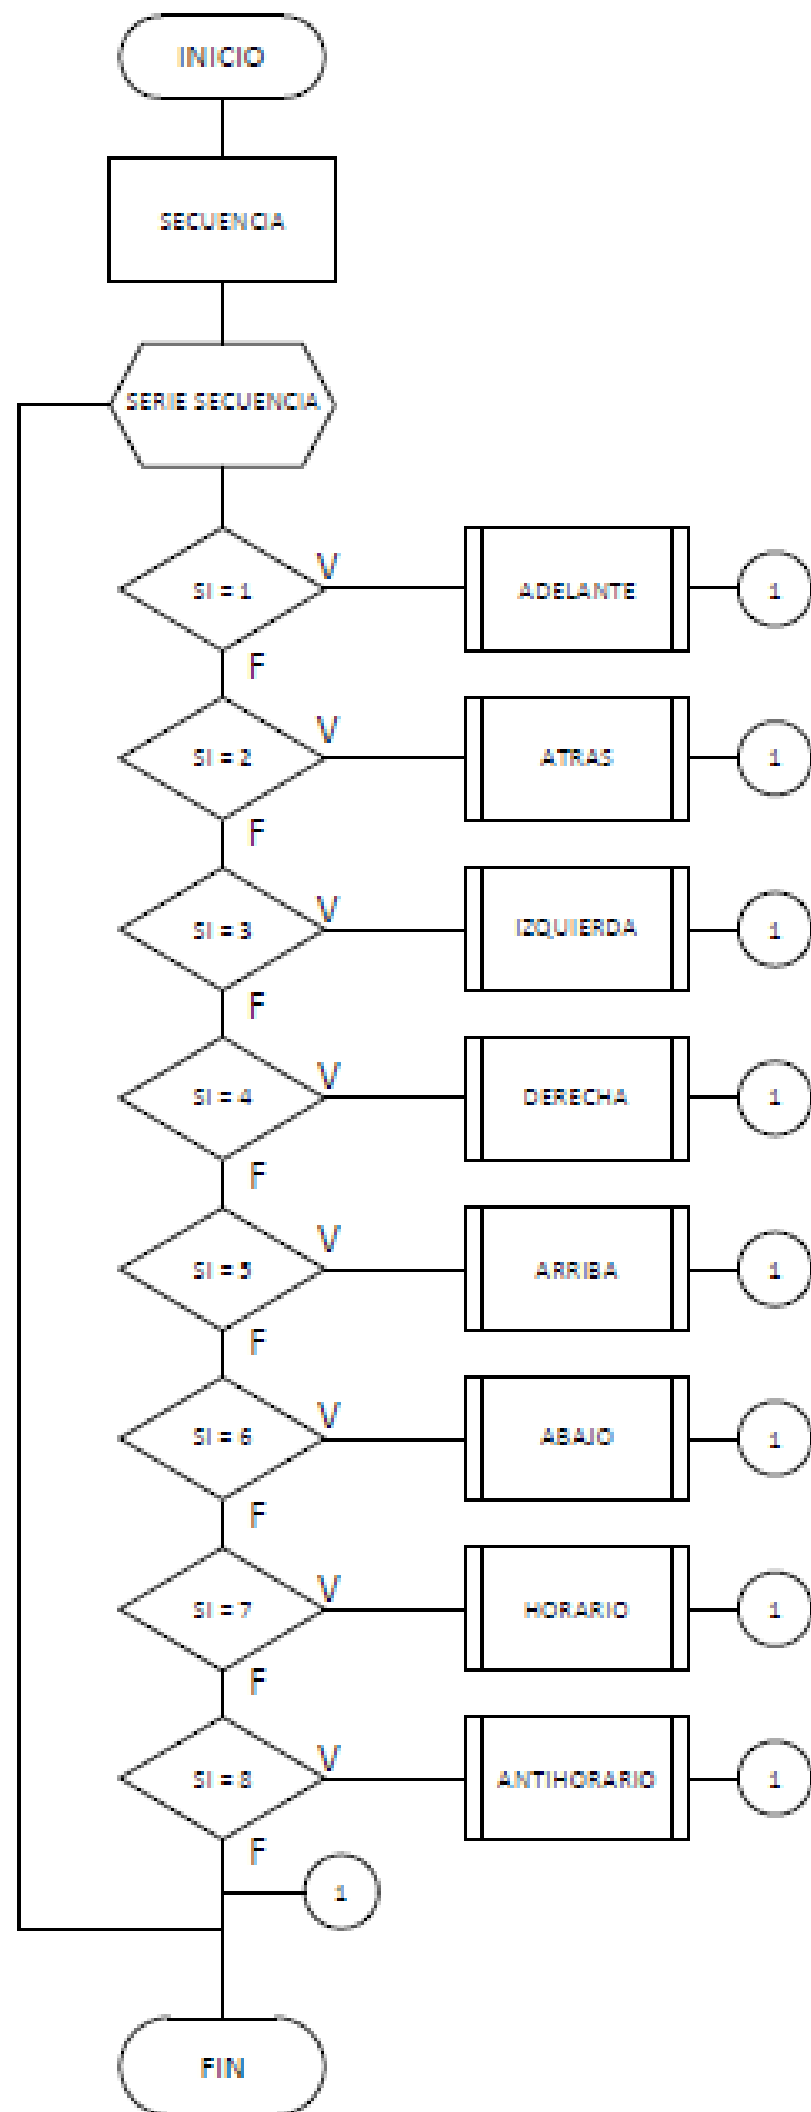 INICIO
SECUENCIA
SERIE SECUENCIA
SI = 1
V
ADELANTE
1
F
SI = 2
V
ATRAS
1
F
SI = 3
V
IZQUIERDA
1
F
SI = 4
V
DERECHA
1
F
SI = 5
V
ARRIBA
1
F
SI = 6
V
ABAJO
1
F
SI = 7
V
HORARIO
1
F
SI = 8
V
ANTIHORARIO
1
F
1
FIN